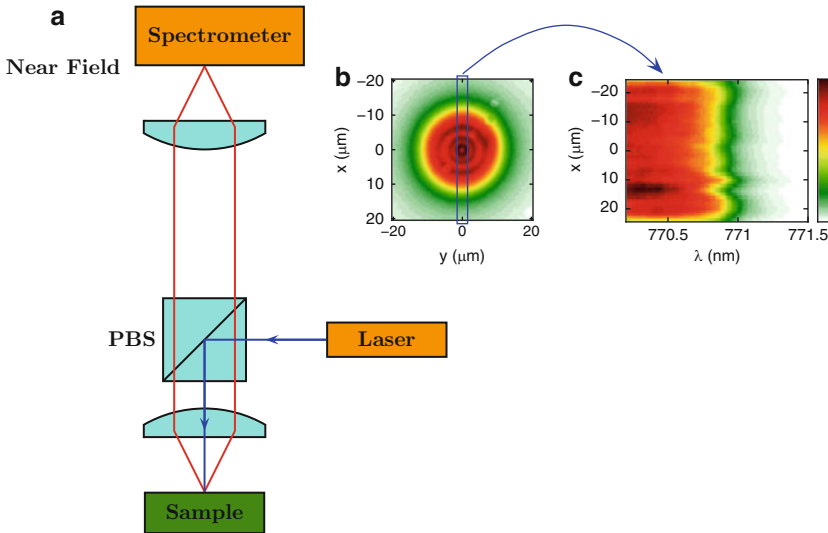 a
Spectrometer
Near Field
PBS
Laser
Sample
b
−20
−10
0
10
20
x (μm)
−20
0
20
y (μm)
c
−20
−10
0
10
20
x (μm)
770.5
771
771.5
λ (nm)